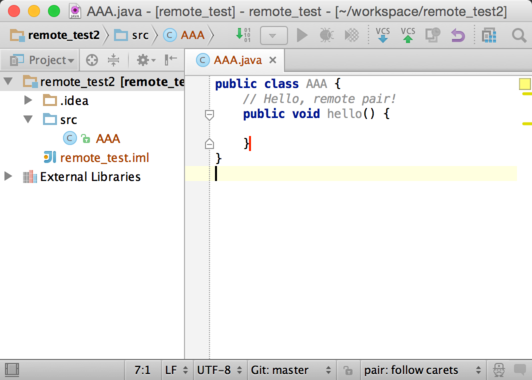 AAA.java - [remote_test] - remote_test - [~/workspace/remote_test2]
remote_test2 src AAA VCS VCS
Project AAA.java
remote_test2 [remote_te
.idea
src
AAA
remote_test.iml
External Libraries
public class AAA {
// Hello, remote pair!
public void hello() {
}
}
7:1 LF UTF-8 Git: master pair: follow carets